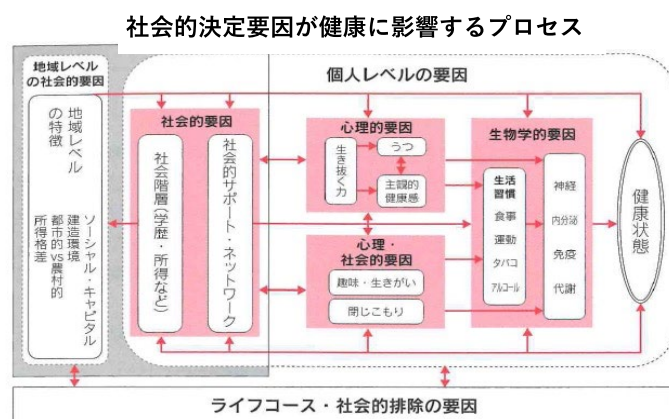 社会的決定要因が健康に影響するプロセス
地域レベル
の社会的要因
地域レベル
の特徴
ソーシャル・キャピタル
建造環境
都市的vs農村的
所得格差
個人レベルの要因
社会的要因
社会階層(学歴・所得など)
社会的サポート・ネットワーク
心理的要因
生き抜く力
うつ
主観的
健康感
心理・
社会的要因
趣味・生きがい
閉じこもり
生物学的要因
生活
習慣
食事
運動
タバコ
アルコール
神経
内分泌
免疫
代謝
健康状態
ライフコース・社会的排除の要因